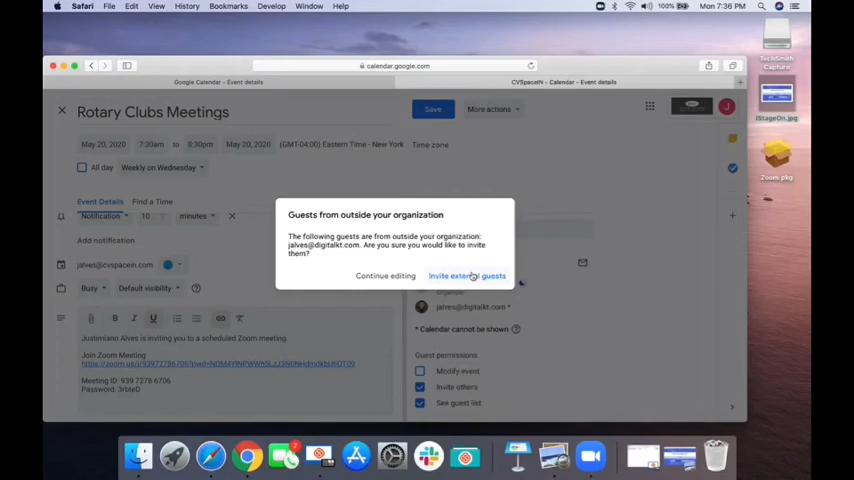 Safari File Edit View History Bookmarks Develop Window Help 100% Mon 7:36 PM
TechSmith
Capture
calendar.google.com
Google Calendar - Event details CVSpaceIN - Calendar - Event details
IStageOn.jpg
Rotary Clubs Meetings Save More actions J
May 20, 2020 7:30am to 8:30pm May 20, 2020 (GMT-04:00) Eastern Time - New York Time zone
All day Weekly on Wednesday
Zoom.pkg
Event Details Find a Time
Notification 10 minutes
Add notification
jalves@cvspacein.com
Busy Default visibility
Guests from outside your organization
The following guests are from outside your organization:
jalves@digitalkt.com. Are you sure you would like to invite
them?
Continue editing Invite external guests
Organizer
jalves@digitalkt.com *
* Calendar cannot be shown
Guest permissions
Modify event
Invite others
See guest list
B I U
Justimiano Alves is inviting you to a scheduled Zoom meeting.
Join Zoom Meeting
Meeting ID: 939 7278 6706
Password: 3rbleD
7